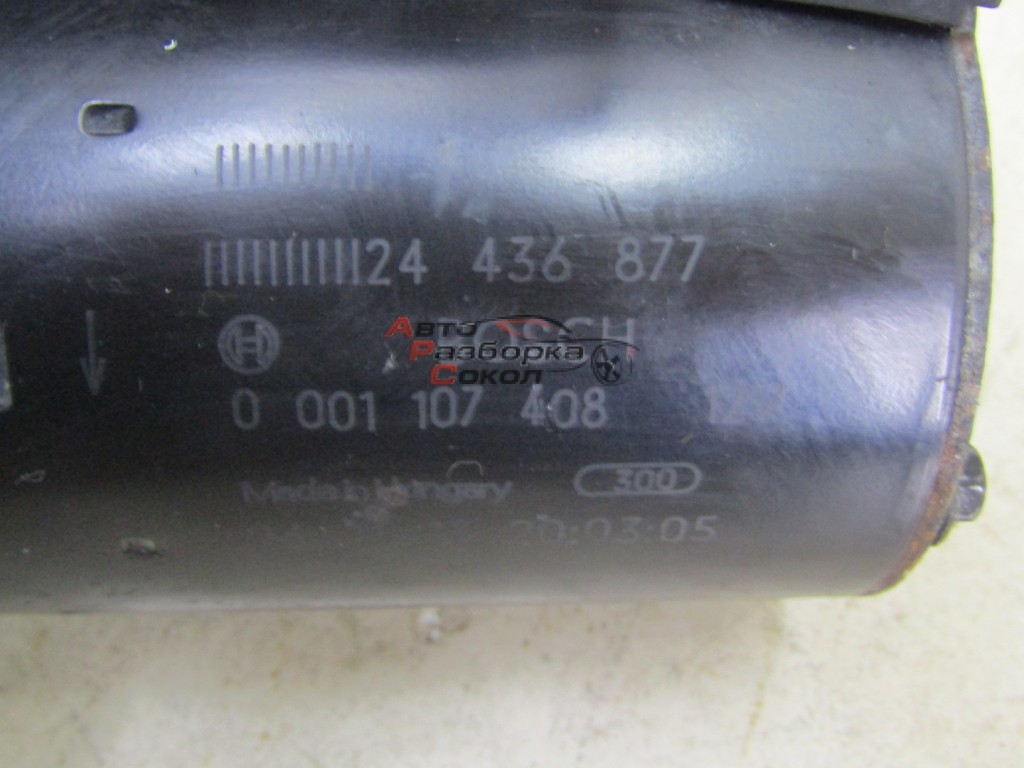 24 436 877
BOSCH
Авто
Разборка
Сокол
0 001 107 408
Made in Hungary 300
20:03:05